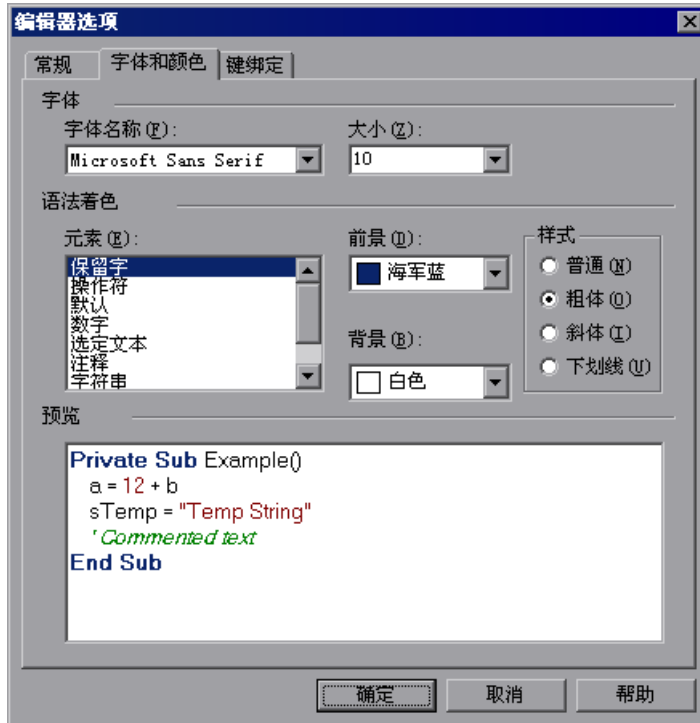 编辑器选项
常规 字体和颜色 键绑定
字体
字体名称(F): 大小(Z):
Microsoft Sans Serif 10
语法着色
元素(E): 前景(D): 样式
保留字 海军蓝 普通(N)
操作符
默认 粗体(O)
数字
选定文本 背景(B): 斜体(I)
注释
字符串 白色 下划线(U)
预览
Private Sub Example()
a = 12 + b
sTemp = "Temp String"
' Commented text
End Sub
确定 取消 帮助